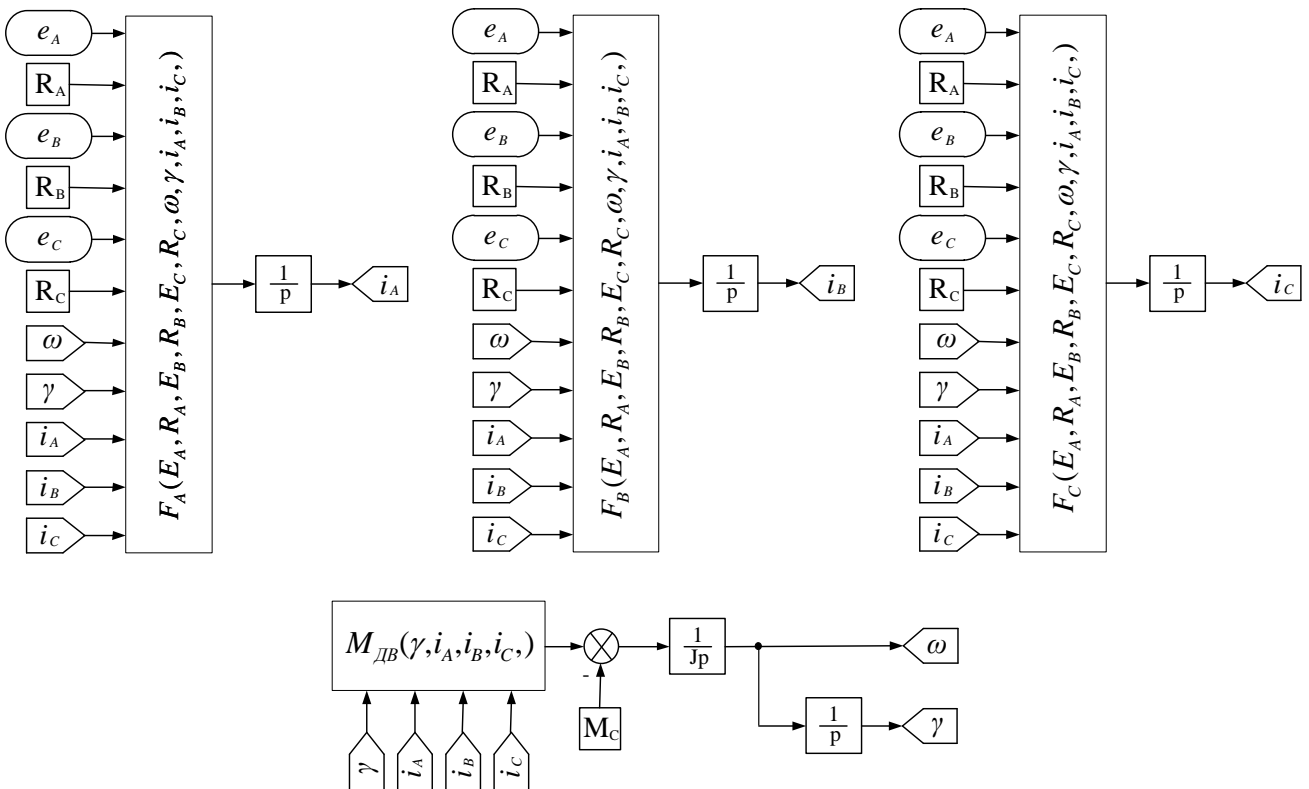 e_A
R_A
e_B
R_B
e_C
R_C
ω
γ
i_A
i_B
i_C
F_A(E_A,R_A,E_B,R_B,E_C,R_C,ω,γ,i_A,i_B,i_C,)
1
p
i_A
e_A
R_A
e_B
R_B
e_C
R_C
ω
γ
i_A
i_B
i_C
F_B(E_A,R_A,E_B,R_B,E_C,R_C,ω,γ,i_A,i_B,i_C,)
1
p
i_B
e_A
R_A
e_B
R_B
e_C
R_C
ω
γ
i_A
i_B
i_C
F_C(E_A,R_A,E_B,R_B,E_C,R_C,ω,γ,i_A,i_B,i_C,)
1
p
i_C
M_ДВ(γ,i_A,i_B,i_C,)
γ
i_A
i_B
i_C
-
M_C
1
Jp
ω
1
p
γ